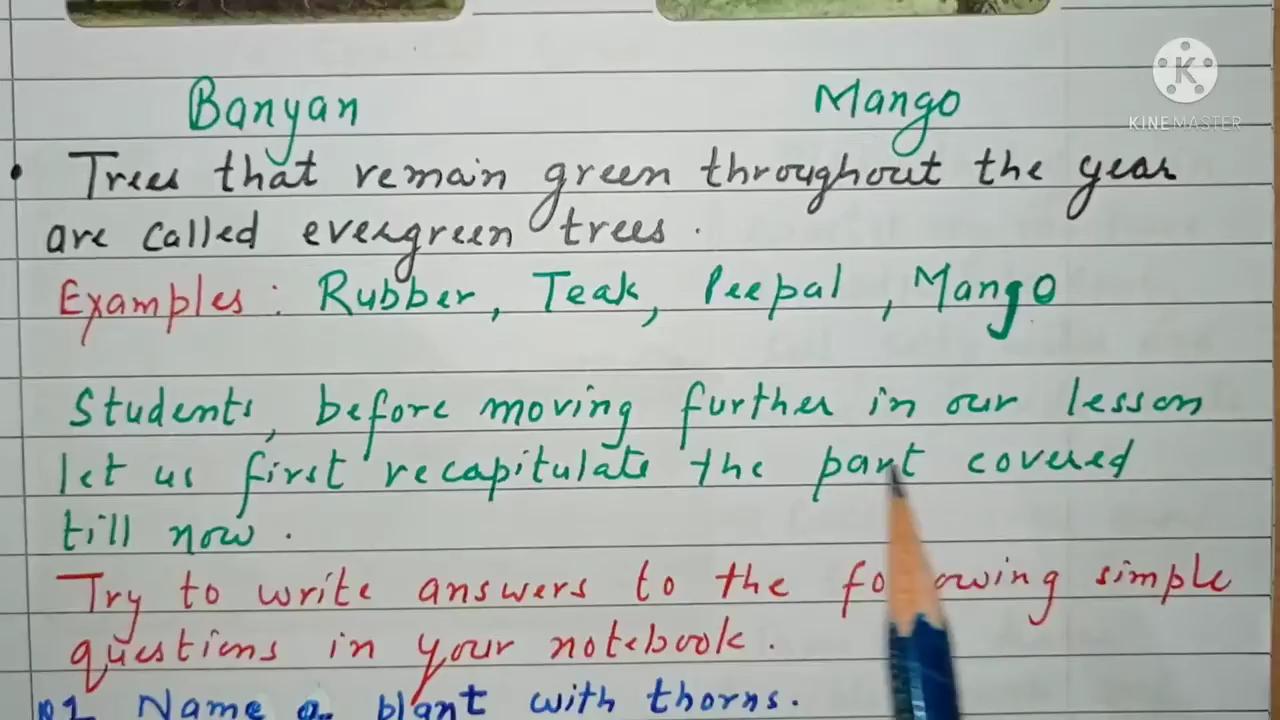 Banyan Mango
KINEMASTER
• Trees that remain green throughout the year
are called evergreen trees.
Examples: Rubber, Teak, Peepal, Mango
Students, before moving further in our lesson
let us first recapitulate the part covered
till now.
Try to write answers to the following simple
questions in your notebook.
Q1 Name a plant with thorns.